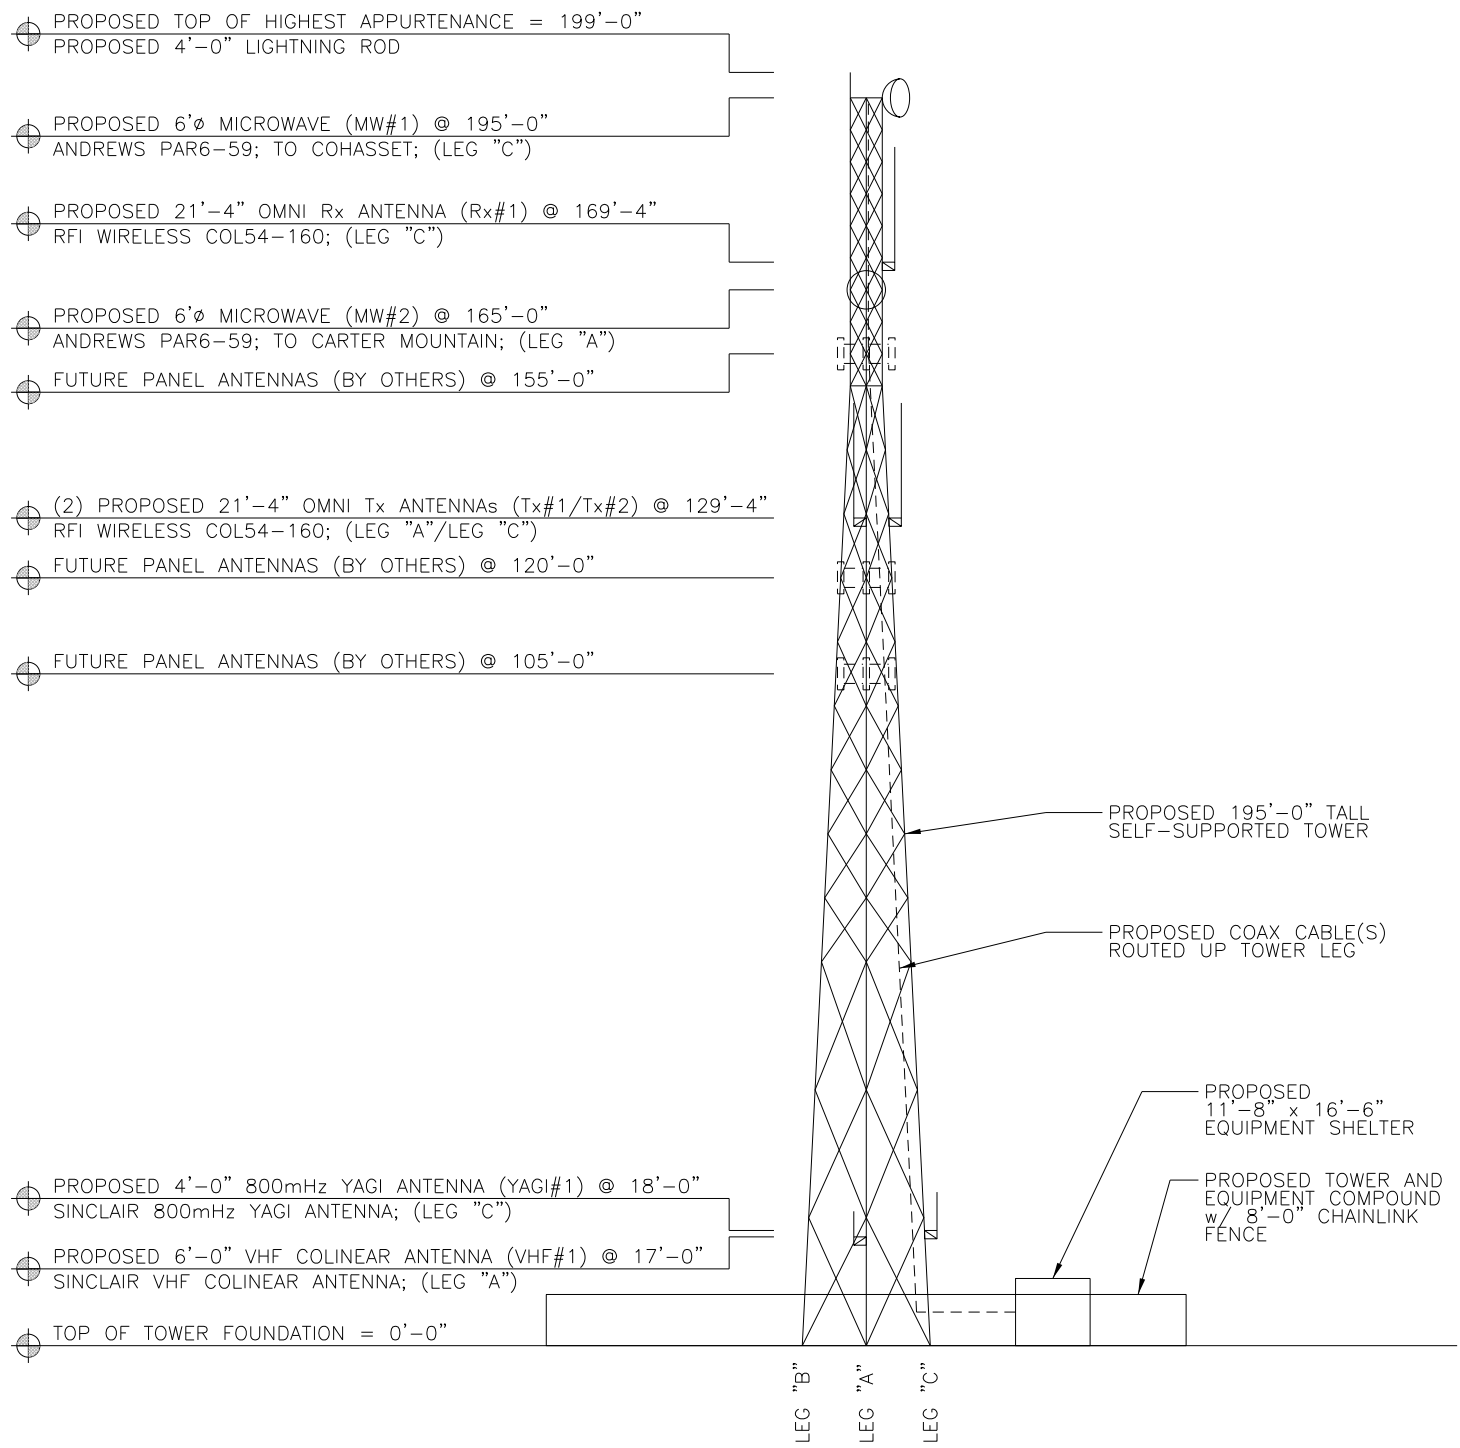 PROPOSED TOP OF HIGHEST APPURTENANCE = 199'-0"
PROPOSED 4'-0" LIGHTNING ROD
PROPOSED 6'ø MICROWAVE (MW#1) @ 195'-0"
ANDREWS PAR6-59; TO COHASSET; (LEG "C")
PROPOSED 21'-4" OMNI Rx ANTENNA (Rx#1) @ 169'-4"
RFI WIRELESS COL54-160; (LEG "C")
PROPOSED 6'ø MICROWAVE (MW#2) @ 165'-0"
ANDREWS PAR6-59; TO CARTER MOUNTAIN; (LEG "A")
FUTURE PANEL ANTENNAS (BY OTHERS) @ 155'-0"
(2) PROPOSED 21'-4" OMNI Tx ANTENNAs (Tx#1/Tx#2) @ 129'-4"
RFI WIRELESS COL54-160; (LEG "A"/LEG "C")
FUTURE PANEL ANTENNAS (BY OTHERS) @ 120'-0"
FUTURE PANEL ANTENNAS (BY OTHERS) @ 105'-0"
PROPOSED 195'-0" TALL
SELF-SUPPORTED TOWER
PROPOSED COAX CABLE(S)
ROUTED UP TOWER LEG
PROPOSED
11'-8" x 16'-6"
EQUIPMENT SHELTER
PROPOSED TOWER AND
EQUIPMENT COMPOUND
w/ 8'-0" CHAINLINK
FENCE
PROPOSED 4'-0" 800mHz YAGI ANTENNA (YAGI#1) @ 18'-0"
SINCLAIR 800mHz YAGI ANTENNA; (LEG "C")
PROPOSED 6'-0" VHF COLINEAR ANTENNA (VHF#1) @ 17'-0"
SINCLAIR VHF COLINEAR ANTENNA; (LEG "A")
TOP OF TOWER FOUNDATION = 0'-0"
LEG "B"
LEG "A"
LEG "C"